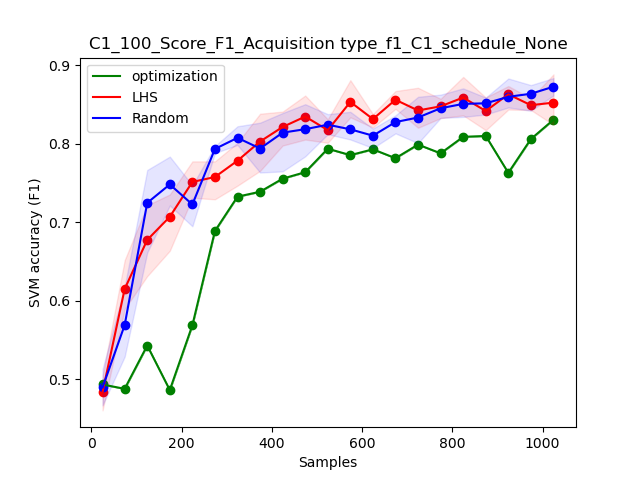 C1_100_Score_F1_Acquisition type_f1_C1_schedule_None
optimization
LHS
Random
SVM accuracy (F1)
0.9
0.8
0.7
0.6
0.5
0
200
400
600
800
1000
Samples